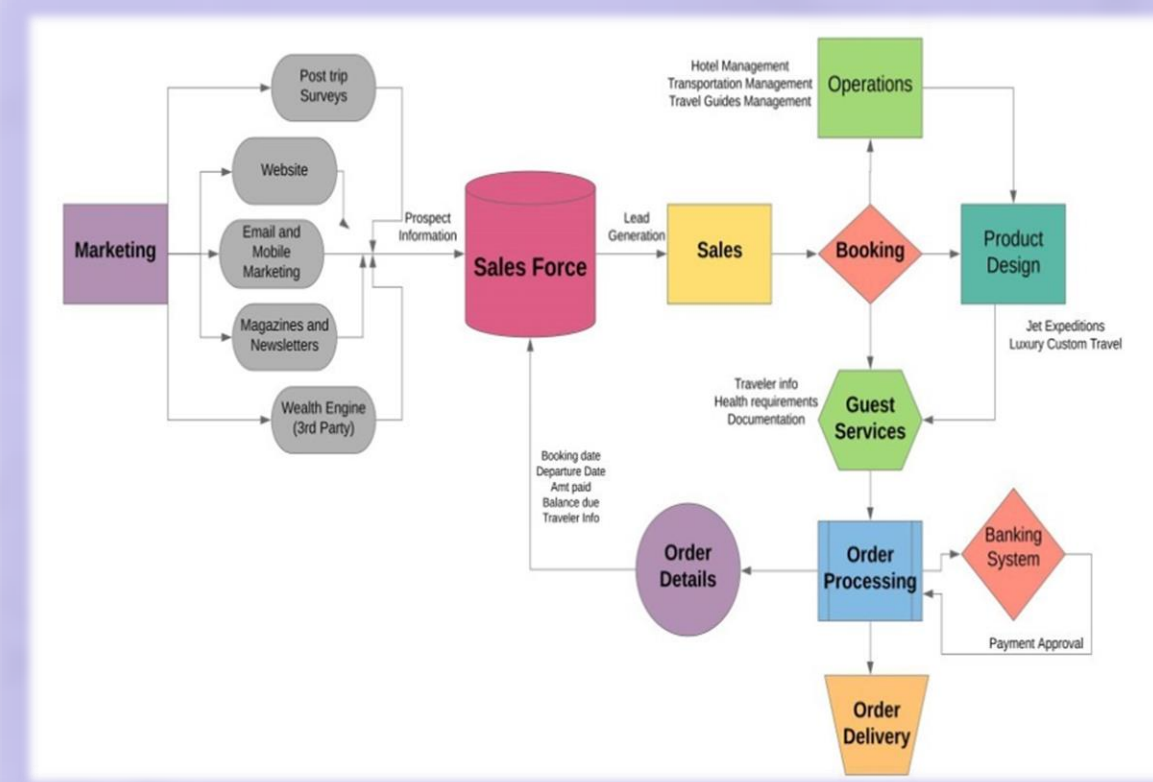 Marketing
Post trip
Surveys
Website
Email and
Mobile
Marketing
Magazines and
Newsletters
Wealth Engine
(3rd Party)
Prospect
Information
Sales Force
Lead
Generation
Sales
Booking
Hotel Management
Transportation Management
Travel Guides Management
Operations
Product
Design
Jet Expeditions
Luxury Custom Travel
Traveler info
Health requirements
Documentation
Guest
Services
Order
Processing
Banking
System
Payment Approval
Order
Details
Booking date
Departure Date
Amt paid
Balance due
Traveler Info
Order
Delivery